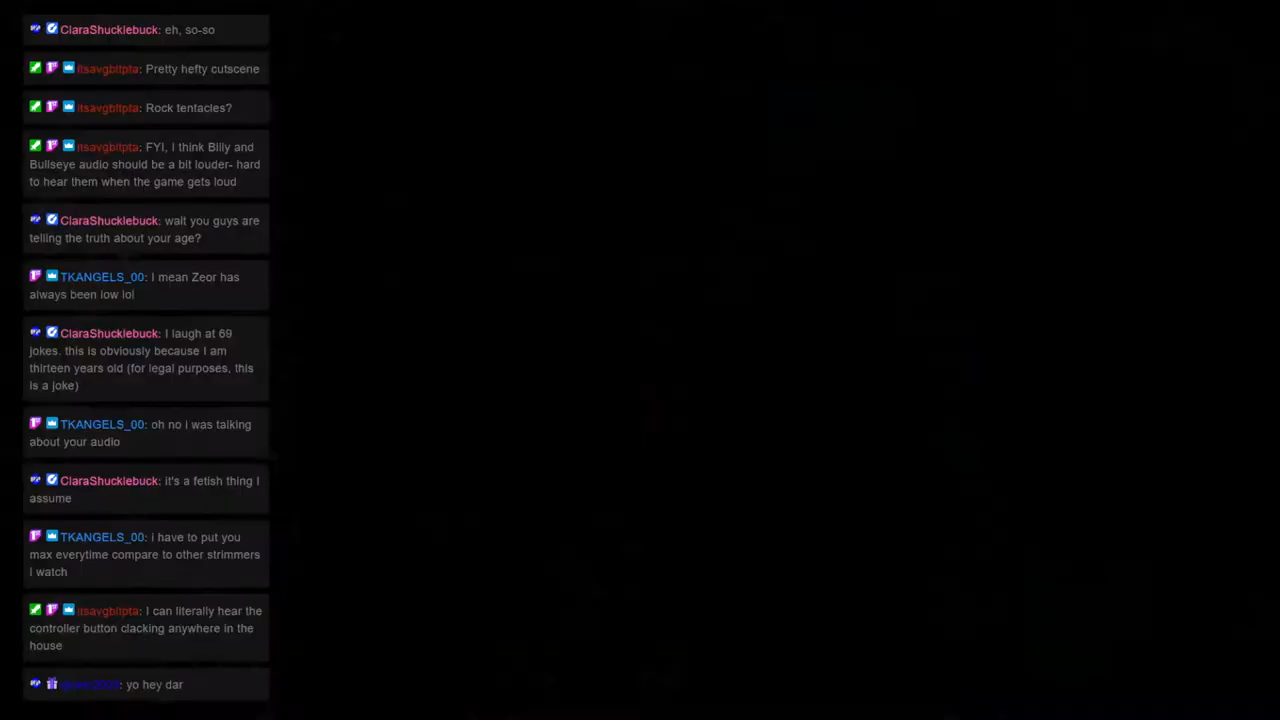 ClaraShucklebuck: eh, so-so
itsavgbitpta: Pretty hefty cutscene
itsavgbitpta: Rock tentacles?
itsavgbitpta: FYI, I think Billy and
Bullseye audio should be a bit louder- hard
to hear them when the game gets loud
ClaraShucklebuck: wait you guys are
telling the truth about your age?
TKANGELS_00: I mean Zeor has
always been low lol
ClaraShucklebuck: I laugh at 69
jokes. this is obviously because I am
thirteen years old (for legal purposes, this
is a joke)
TKANGELS_00: oh no i was talking
about your audio
ClaraShucklebuck: it's a fetish thing I
assume
TKANGELS_00: i have to put you
max everytime compare to other strimmers
I watch
itsavgbitpta: I can literally hear the
controller button clacking anywhere in the
house
: yo hey dar